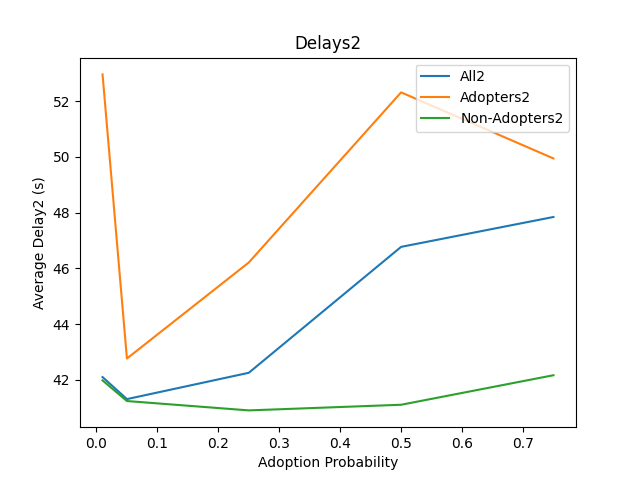 Delays2
All2
Adopters2
Non-Adopters2
52
50
48
46
44
42
Average Delay2 (s)
0.0 0.1 0.2 0.3 0.4 0.5 0.6 0.7
Adoption Probability